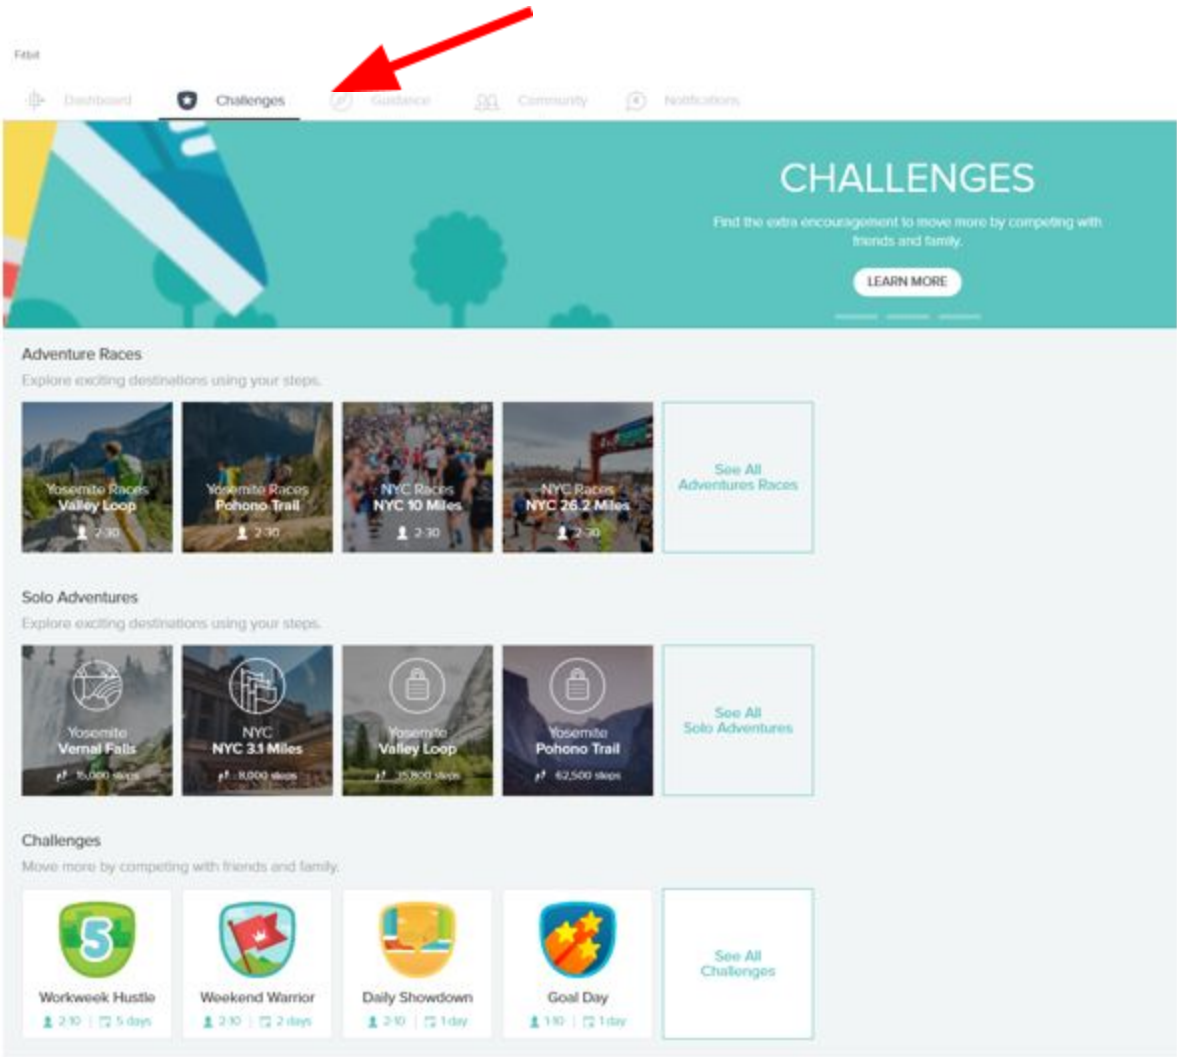 Fitbit
Dashboard
Challenges
Guidance
Community
Notifications
CHALLENGES
Find the extra encouragement to move more by competing with
friends and family.
LEARN MORE
Adventure Races
Explore exciting destinations using your steps.
Yosemite Races
Valley Loop
2-30
Yosemite Races
Pohono Trail
2-30
NYC Races
NYC 10 Miles
2-30
NYC Races
NYC 26.2 Miles
2-30
See All
Adventures Races
Solo Adventures
Explore exciting destinations using your steps.
Yosemite
Vernal Falls
15,000 steps
NYC
NYC 3.1 Miles
8,000 steps
Yosemite
Valley Loop
35,800 steps
Yosemite
Pohono Trail
62,500 steps
See All
Solo Adventures
Challenges
Move more by competing with friends and family.
5
Workweek Hustle
2-10 | 5 days
Weekend Warrior
2-10 | 2 days
Daily Showdown
2-10 | 1 day
Goal Day
1-10 | 1 day
See All
Challenges